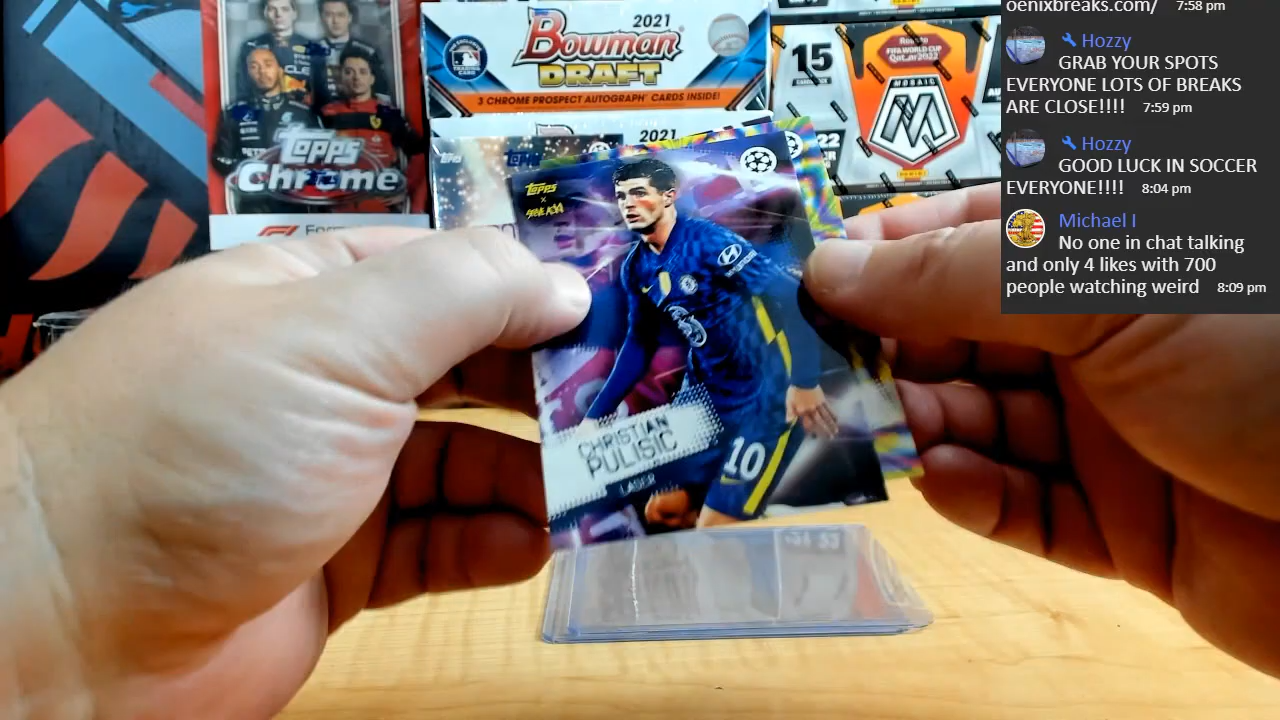 oenixbreaks.com/ 7:58 pm
Hozzy
GRAB YOUR SPOTS
EVERYONE LOTS OF BREAKS
ARE CLOSE!!!! 7:59 pm
Hozzy
GOOD LUCK IN SOCCER
EVERYONE!!!! 8:04 pm
Michael I
No one in chat talking
and only 4 likes with 700
people watching weird 8:09 pm
2021
Bowman
DRAFT
3 CHROME PROSPECT AUTOGRAPH CARDS INSIDE!
2021
Topps
Chrome
F1
15
FIFA WORLD CUP
Qatar2022
MOSAIC
PANINI
topps
x
CHRISTIAN
PULISIC
LASER
HYUNDAI
10